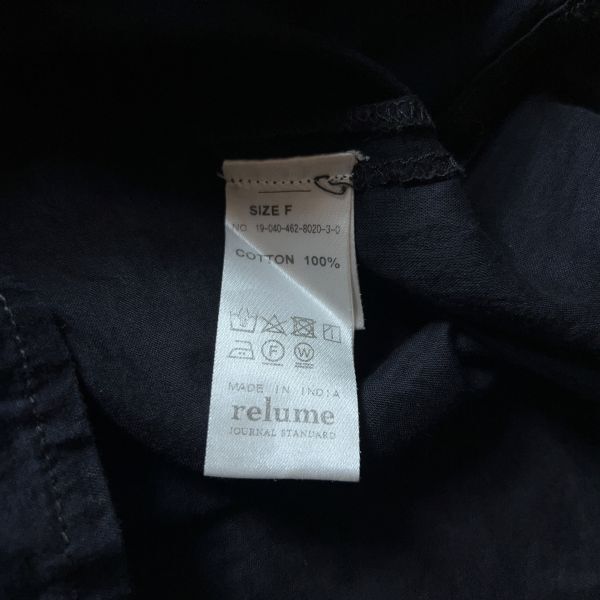 SIZE F
NO 19-040-462-8020-3-0
COTTON 100%
F W
MADE IN INDIA
relume
JOURNAL STANDARD